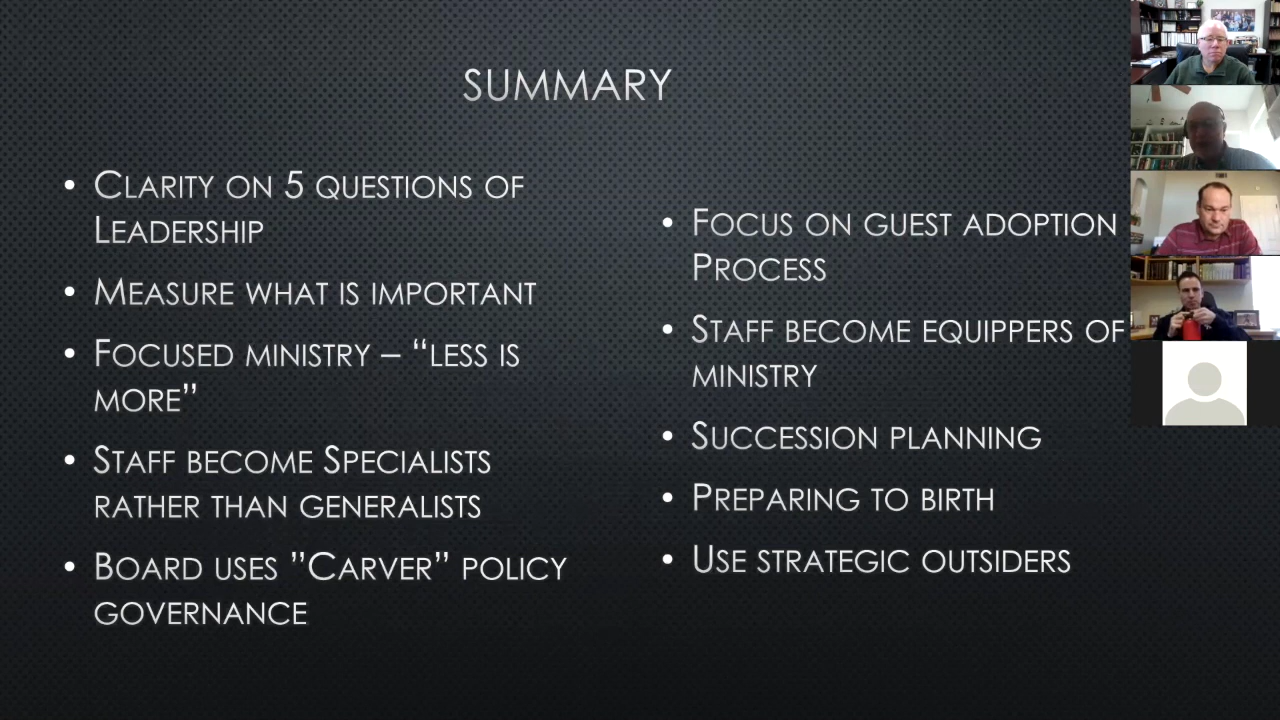 SUMMARY
• CLARITY ON 5 QUESTIONS OF
LEADERSHIP
• MEASURE WHAT IS IMPORTANT
• FOCUSED MINISTRY – “LESS IS
MORE”
• STAFF BECOME SPECIALISTS
RATHER THAN GENERALISTS
• BOARD USES ”CARVER” POLICY
GOVERNANCE
• FOCUS ON GUEST ADOPTION
PROCESS
• STAFF BECOME EQUIPPERS OF
MINISTRY
• SUCCESSION PLANNING
• PREPARING TO BIRTH
• USE STRATEGIC OUTSIDERS